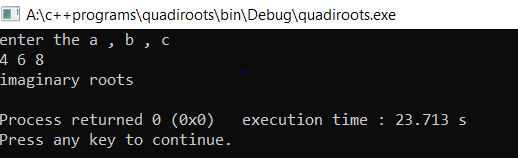 A:\c++programs\quadiroots\bin\Debug\quadiroots.exe
enter the a , b , c
4 6 8
imaginary roots
Process returned 0 (0x0)   execution time : 23.713 s
Press any key to continue.